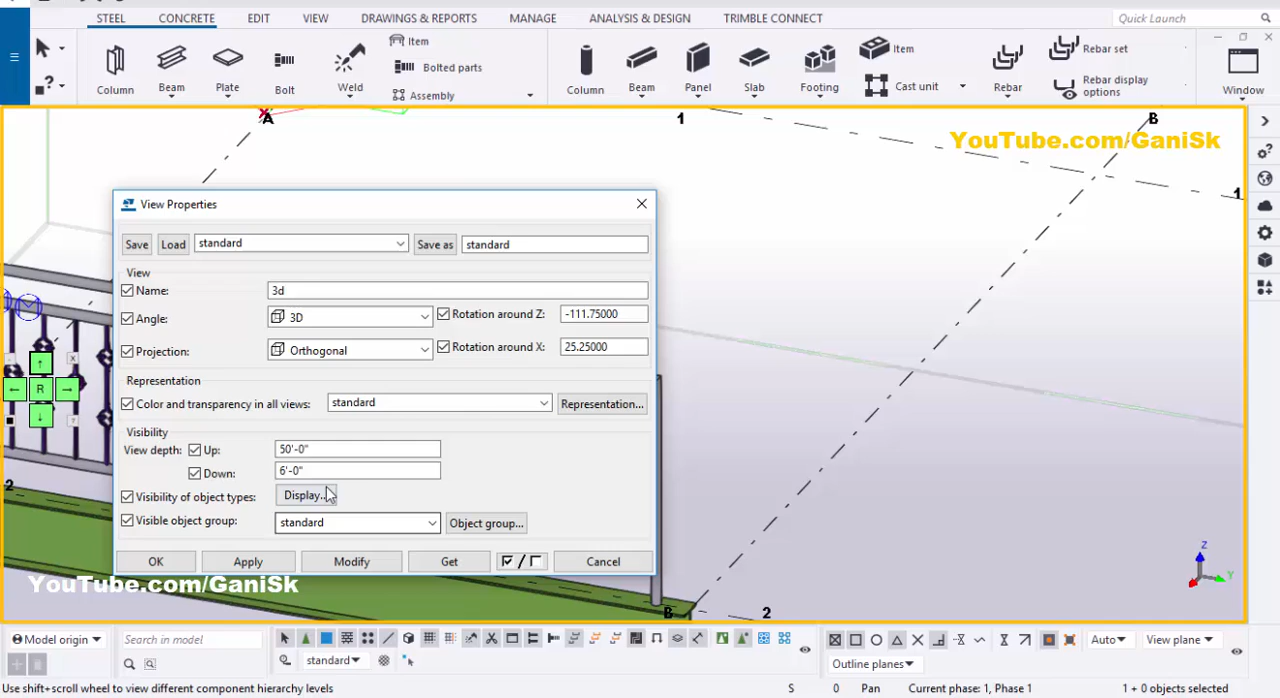 STEEL CONCRETE EDIT VIEW DRAWINGS & REPORTS MANAGE ANALYSIS & DESIGN TRIMBLE CONNECT Quick Launch
Column Beam Plate Bolt Weld
Item
Bolted parts
Assembly
Column Beam Panel Slab Footing
Item
Cast unit
Rebar
Rebar set
Rebar display options
Window
A 1 B
YouTube.com/GaniSk
1
View Properties
Save Load standard Save as standard
View
Name: 3d
Angle: 3D Rotation around Z: -111.75000
Projection: Orthogonal Rotation around X: 25.25000
Representation
Color and transparency in all views: standard Representation...
Visibility
View depth: Up: 50'-0"
Down: 6'-0"
Visibility of object types: Display...
Visible object group: standard Object group...
OK Apply Modify Get / Cancel
R
2
Z
Y
YouTube.com/GaniSk
B 2
Model origin Search in model
standard
Auto View plane
Outline planes
Use shift+scroll wheel to view different component hierarchy levels S 0 Pan Current phase: 1, Phase 1 1 + 0 objects selected